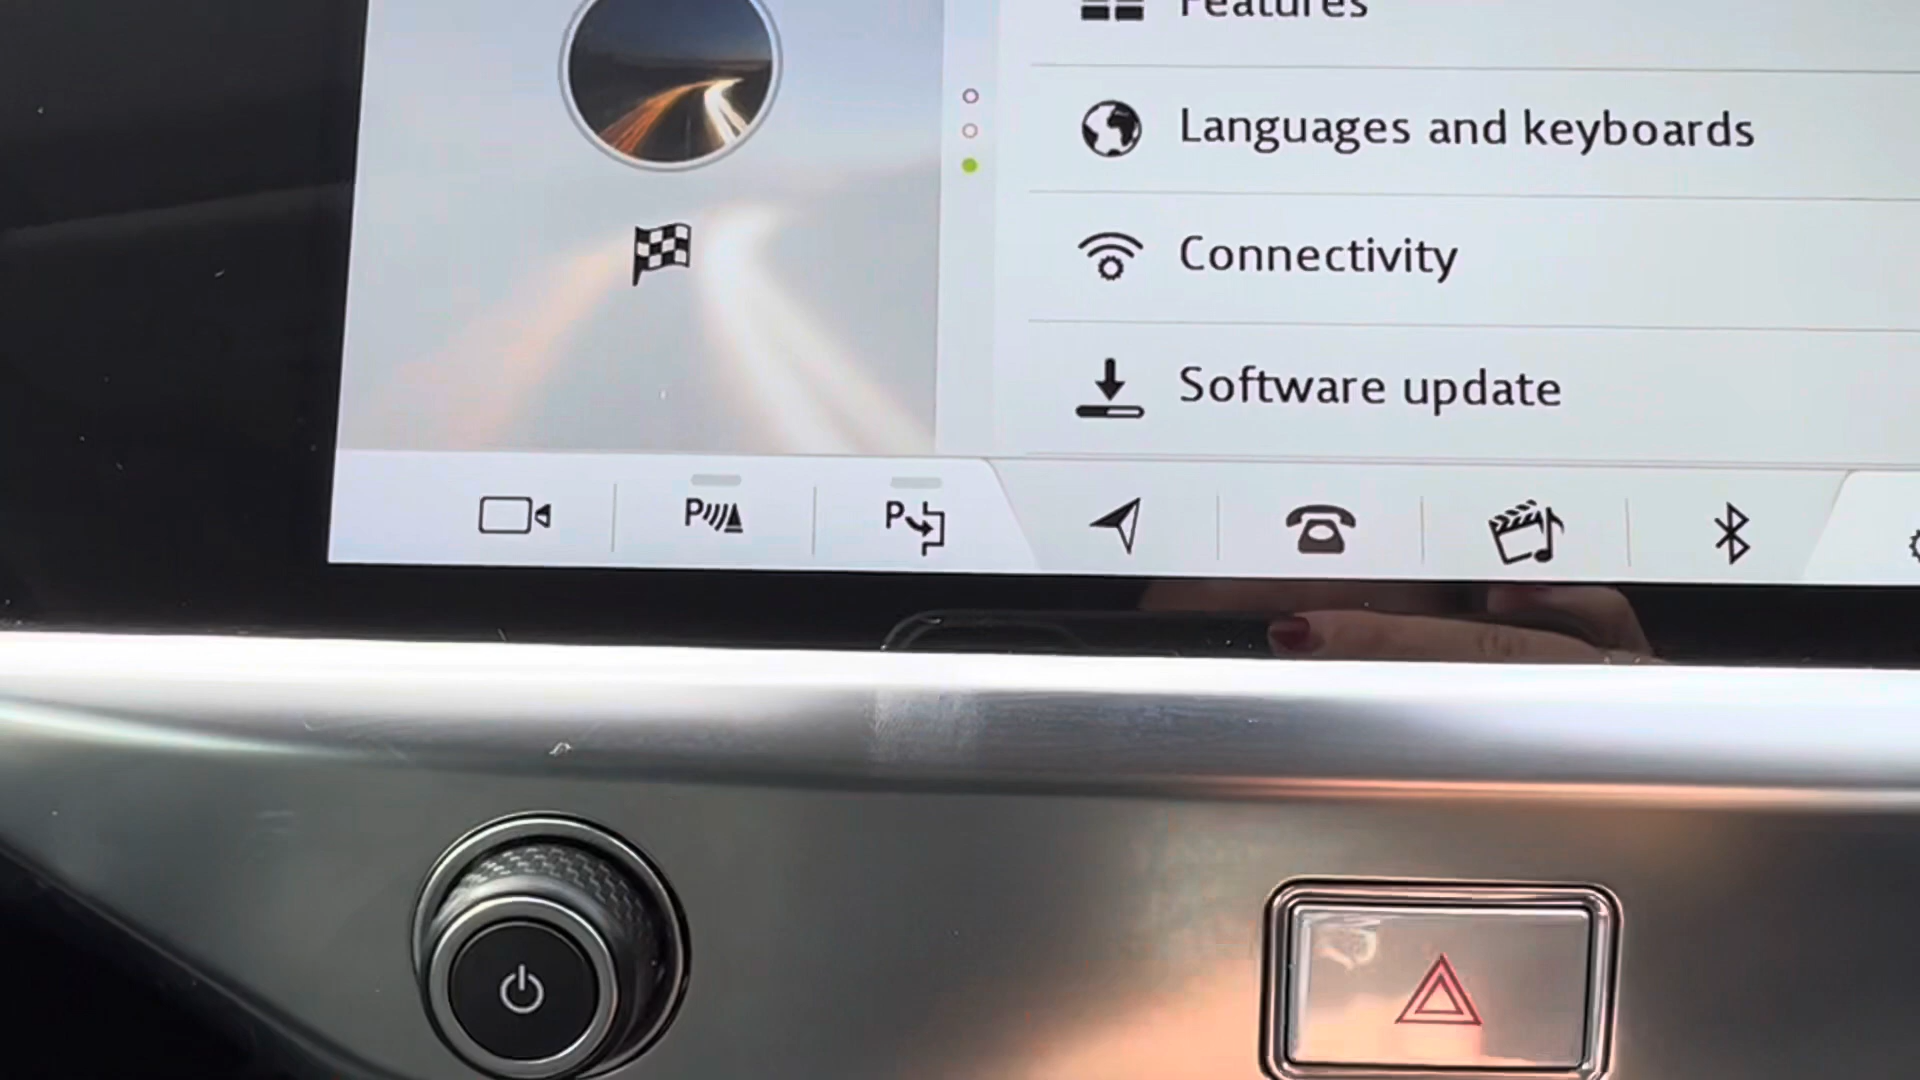 Features
Languages and keyboards
Connectivity
Software update
P
P